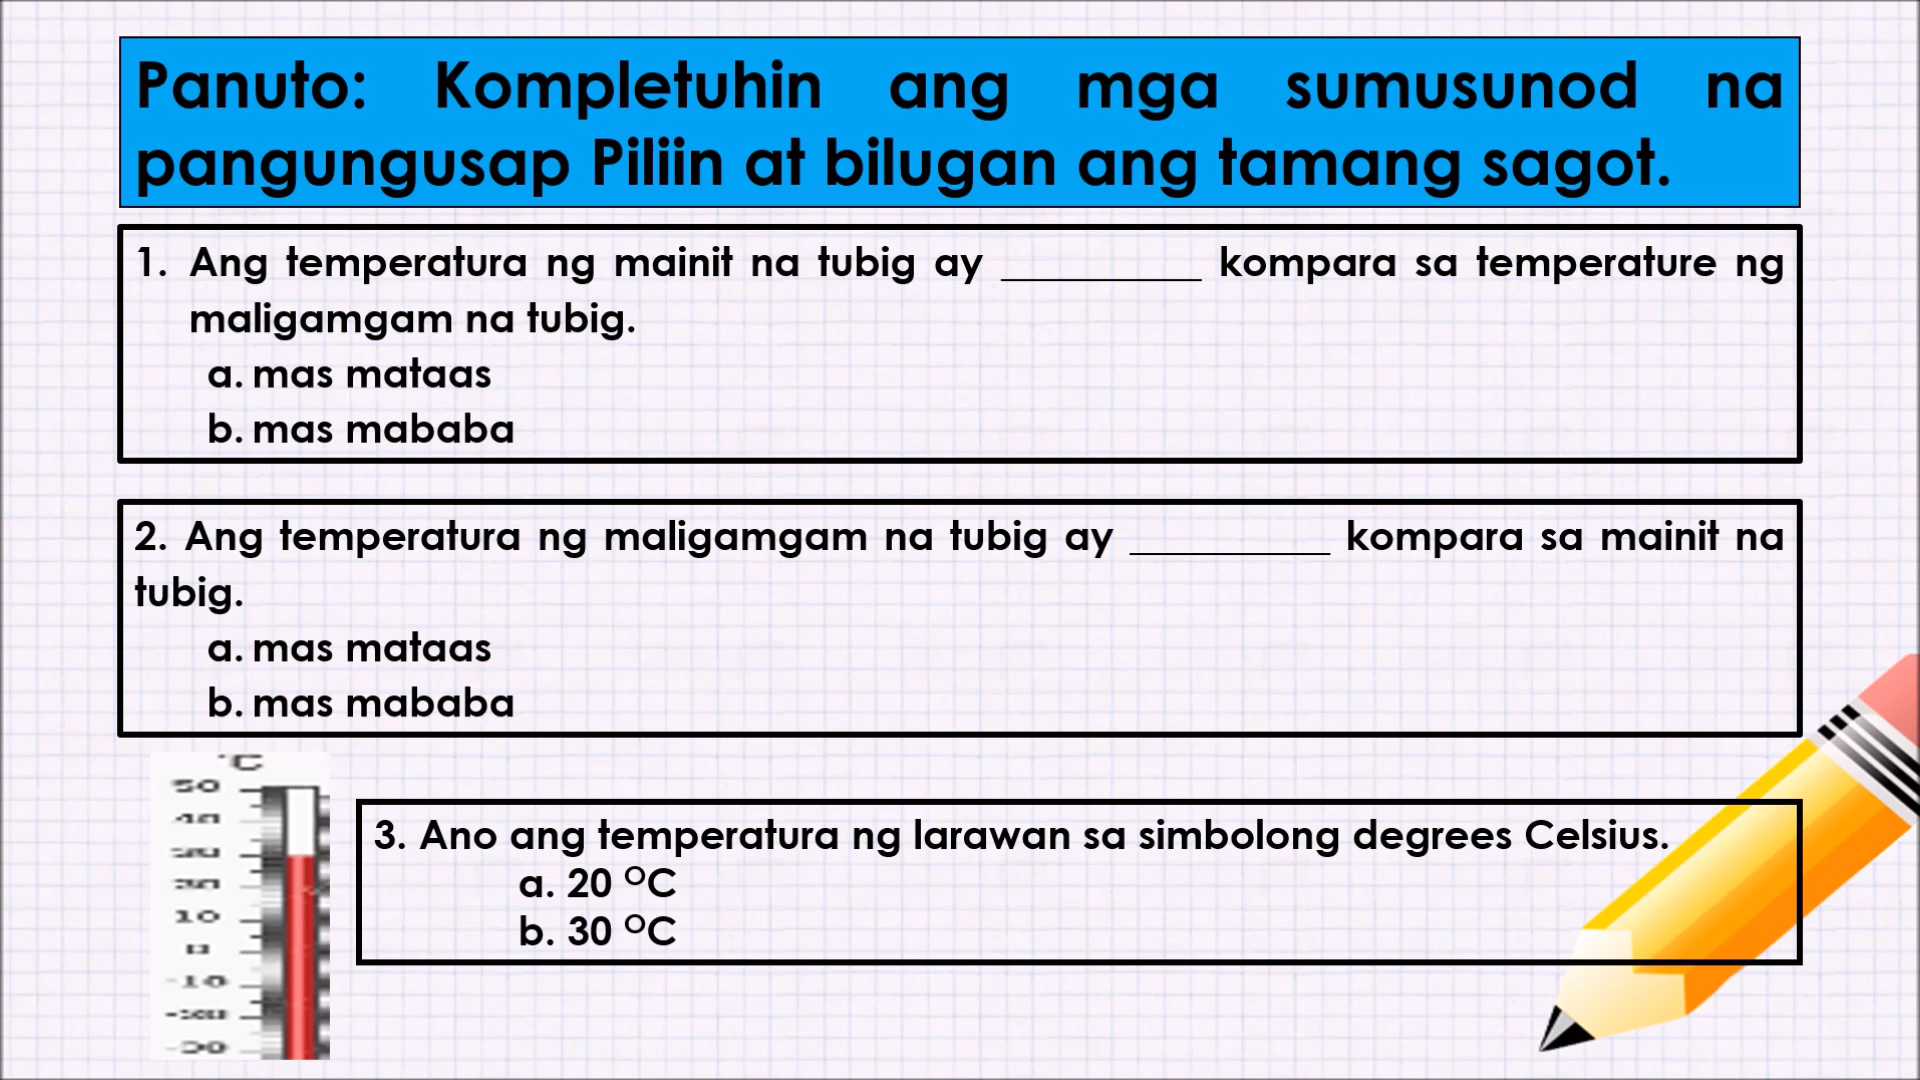 Panuto: Kompletuhin ang mga sumusunod na
pangungusap Piliin at bilugan ang tamang sagot.
1. Ang temperatura ng mainit na tubig ay __________ kompara sa temperature ng
maligamgam na tubig.
a. mas mataas
b. mas mababa
2. Ang temperatura ng maligamgam na tubig ay __________ kompara sa mainit na
tubig.
a. mas mataas
b. mas mababa
°C
50
10
3. Ano ang temperatura ng larawan sa simbolong degrees Celsius.
a. 20 °C
b. 30 °C
-10